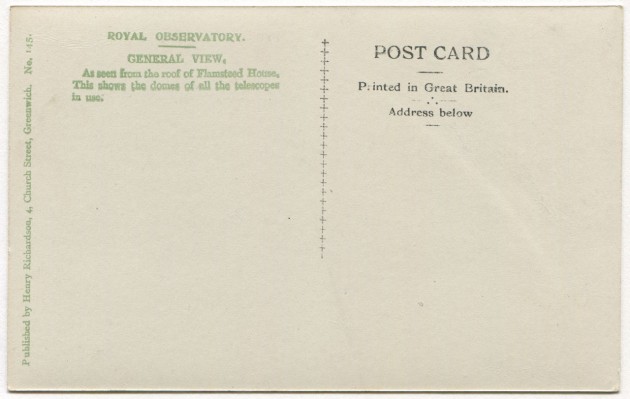 ROYAL OBSERVATORY.
GENERAL VIEW,
As seen from the roof of Flamsteed House.
This shows the domes of all the telescopes
in use.
Published by Henry Richardson, 4, Church Street, Greenwich. No. 145.
POST CARD
Printed in Great Britain.
Address below